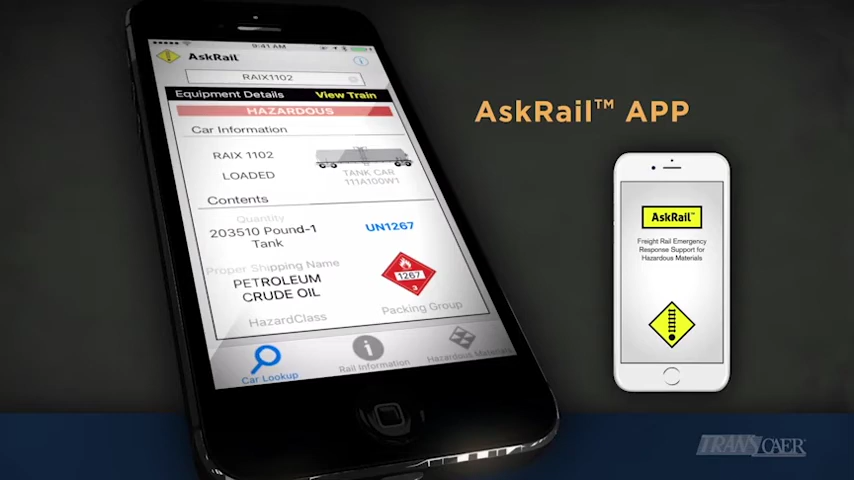 9:41 AM
AskRail
RAIX1102
Equipment Details View Train
HAZARDOUS
Car Information
RAIX 1102
LOADED
TANK CAR
111A100W1
Contents
Quantity
203510 Pound-1
Tank
UN1267
Proper Shipping Name
PETROLEUM
CRUDE OIL
1267
3
HazardClass
Packing Group
Car Lookup
Rail Information
Hazardous Materials
AskRail™ APP
AskRail™
Freight Rail Emergency
Response Support for
Hazardous Materials
TRANSCAER